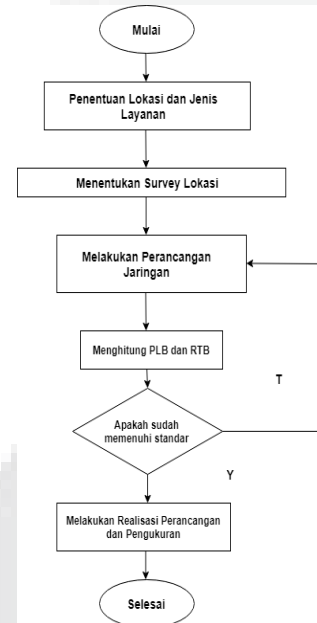 Mulai
Penentuan Lokasi dan Jenis
Layanan
Menentukan Survey Lokasi
Melakukan Perancangan
Jaringan
Menghitung PLB dan RTB
T
Apakah sudah
memenuhi standar
Y
Melakukan Realisasi Perancangan
dan Pengukuran
Selesai